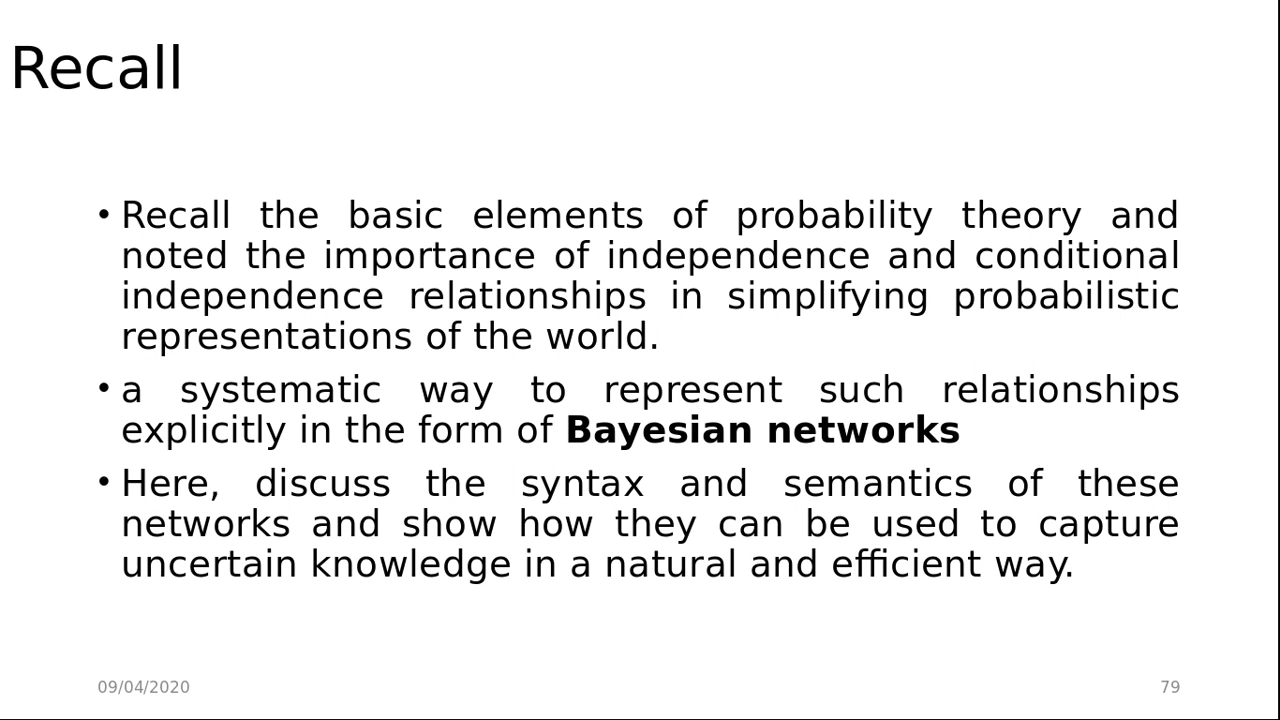 Recall
• Recall the basic elements of probability theory and
noted the importance of independence and conditional
independence relationships in simplifying probabilistic
representations of the world.
• a systematic way to represent such relationships
explicitly in the form of Bayesian networks
• Here, discuss the syntax and semantics of these
networks and show how they can be used to capture
uncertain knowledge in a natural and efficient way.
09/04/2020
79